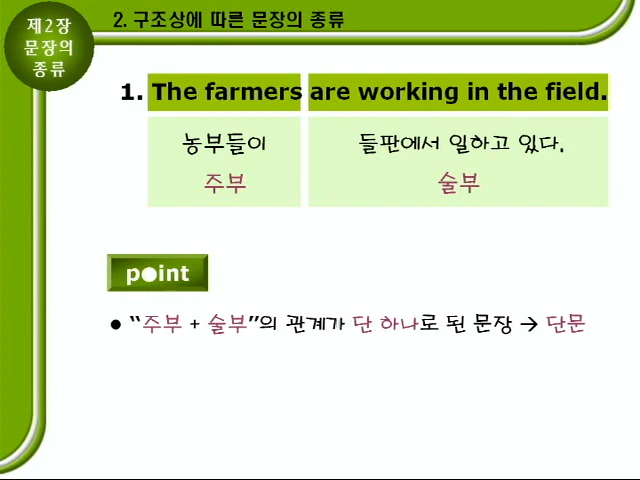 제2장
문장의
종류
2. 구조상에 따른 문장의 종류
1. The farmers are working in the field.
농부들이 들판에서 일하고 있다.
주부 술부
point
● “주부 + 술부”의 관계가 단 하나로 된 문장 → 단문